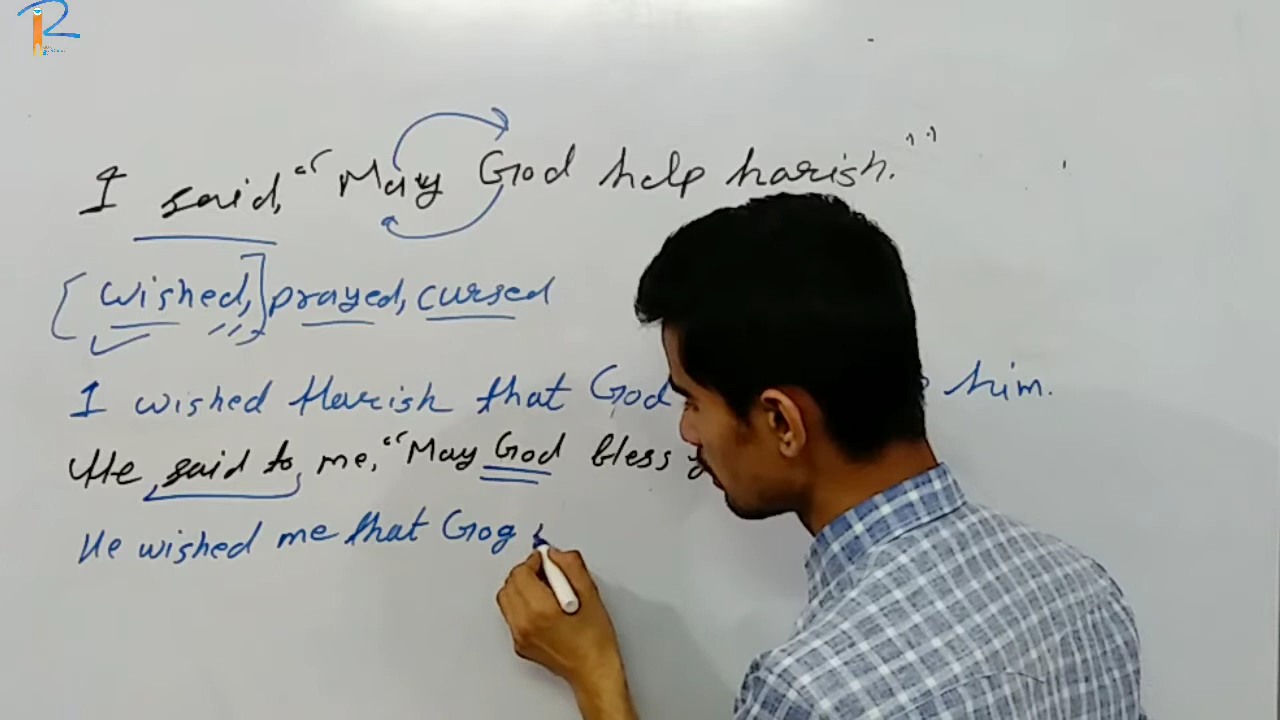 I said, "May God help harish."
[wished,] prayed, cursed
I wished Harish that God him.
He said to me, "May God bless
He wished me that Gog